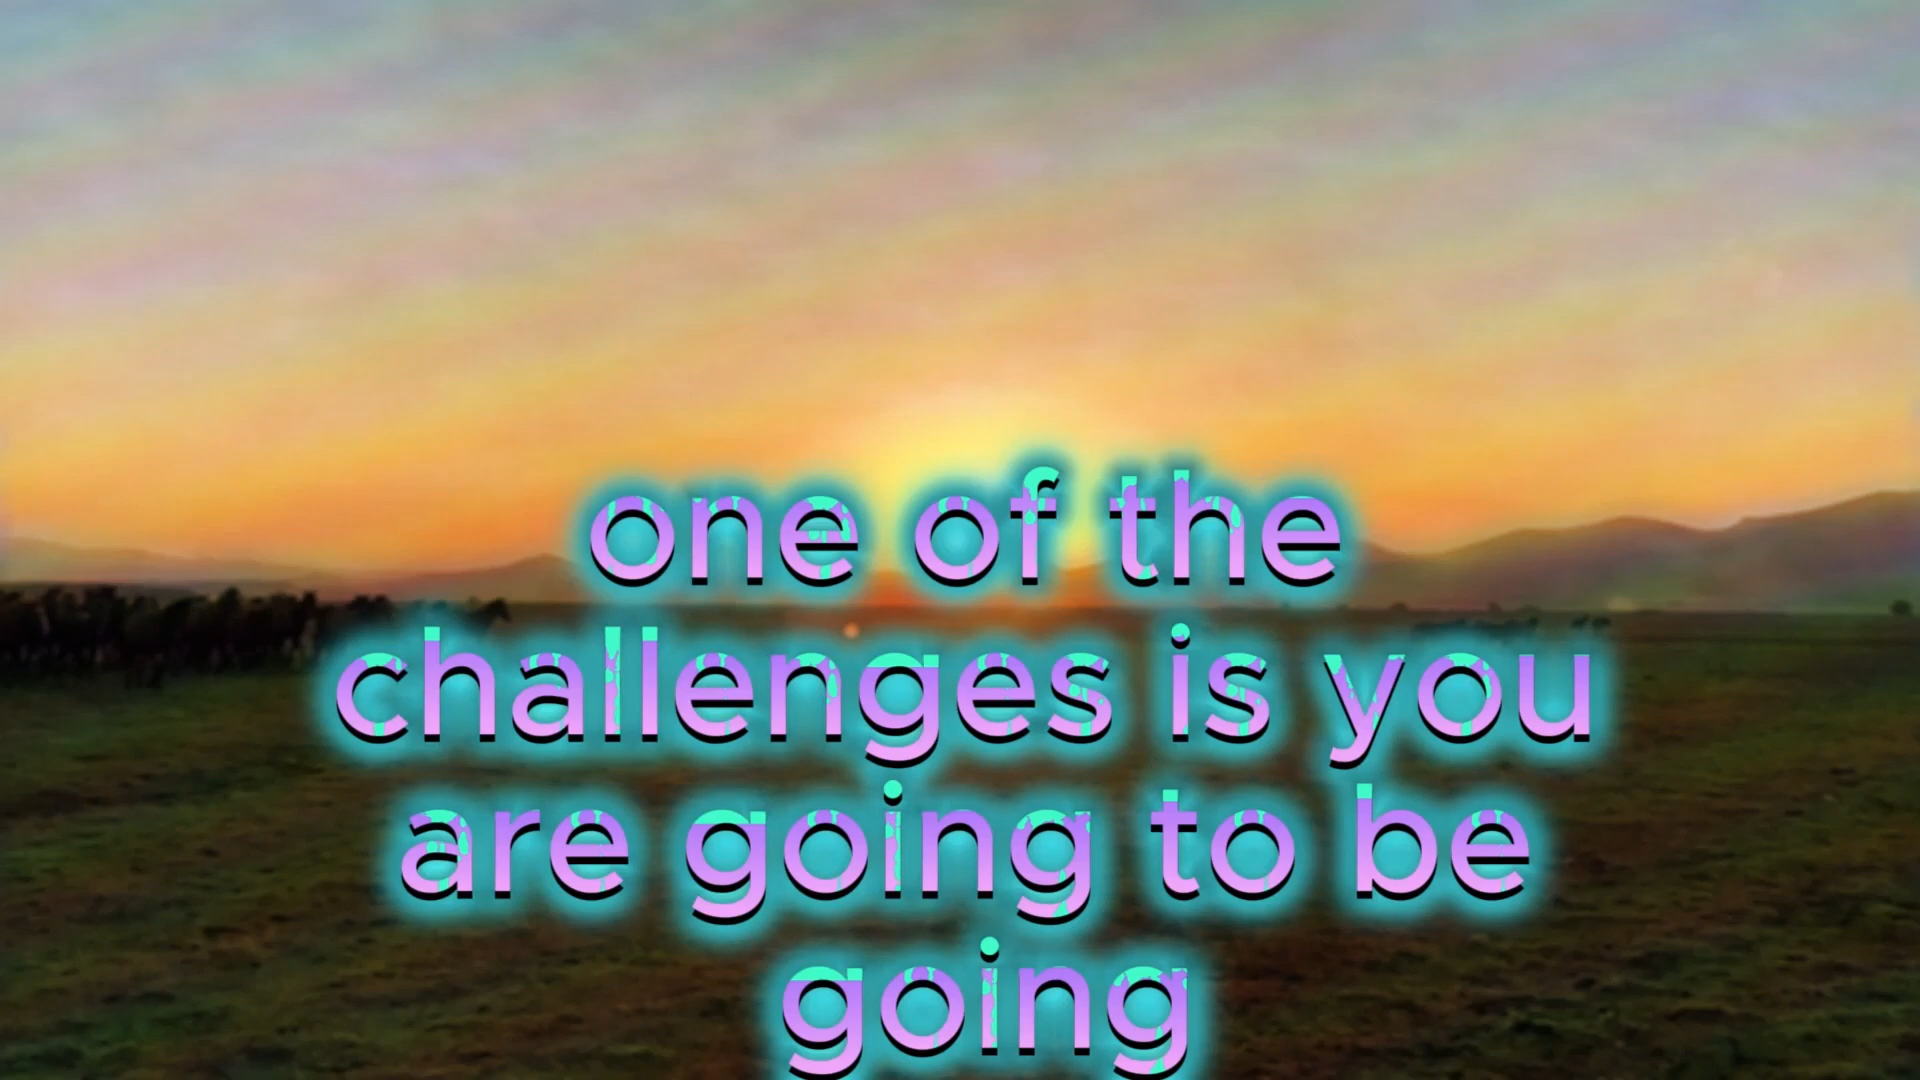 one of the
challenges is you
are going to be
going